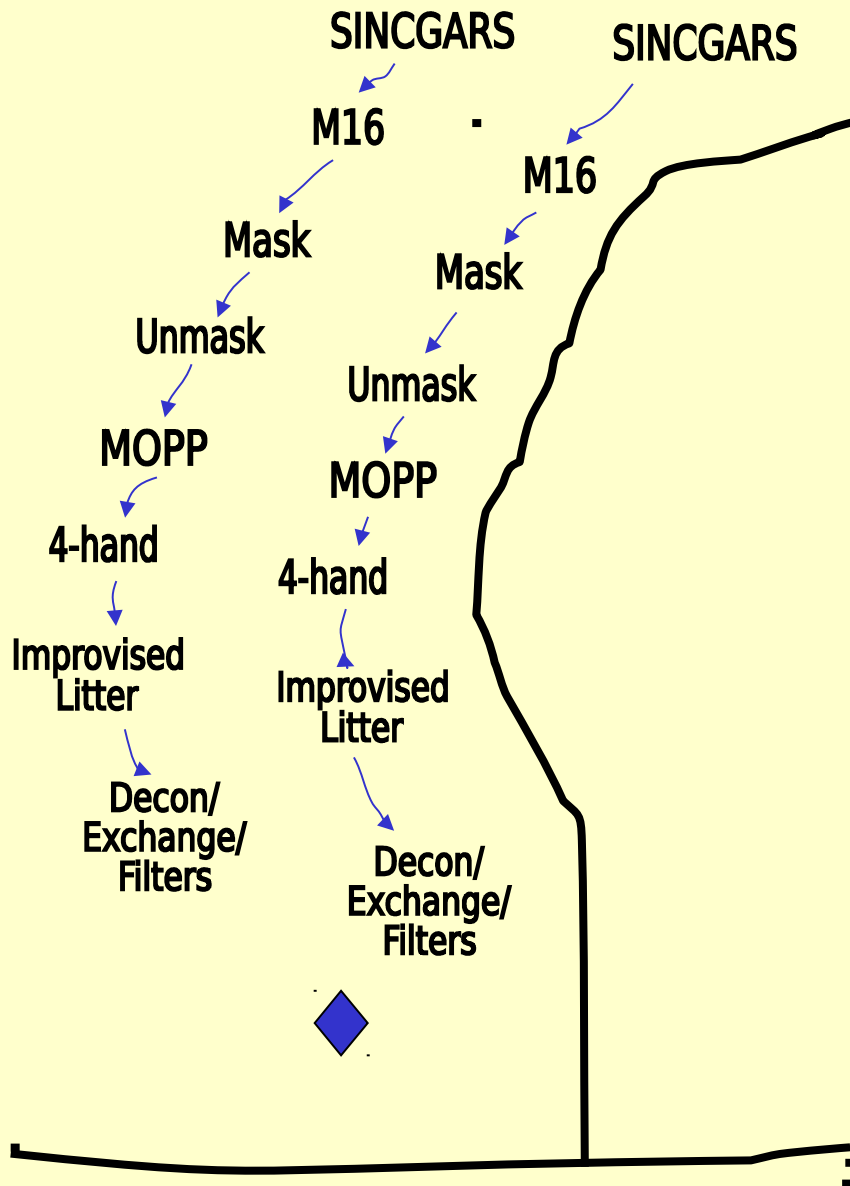 SINCGARS
M16
Mask
Unmask
MOPP
4-hand
Improvised
Litter
Decon/
Exchange/
Filters
SINCGARS
M16
Mask
Unmask
MOPP
4-hand
Improvised
Litter
Decon/
Exchange/
Filters